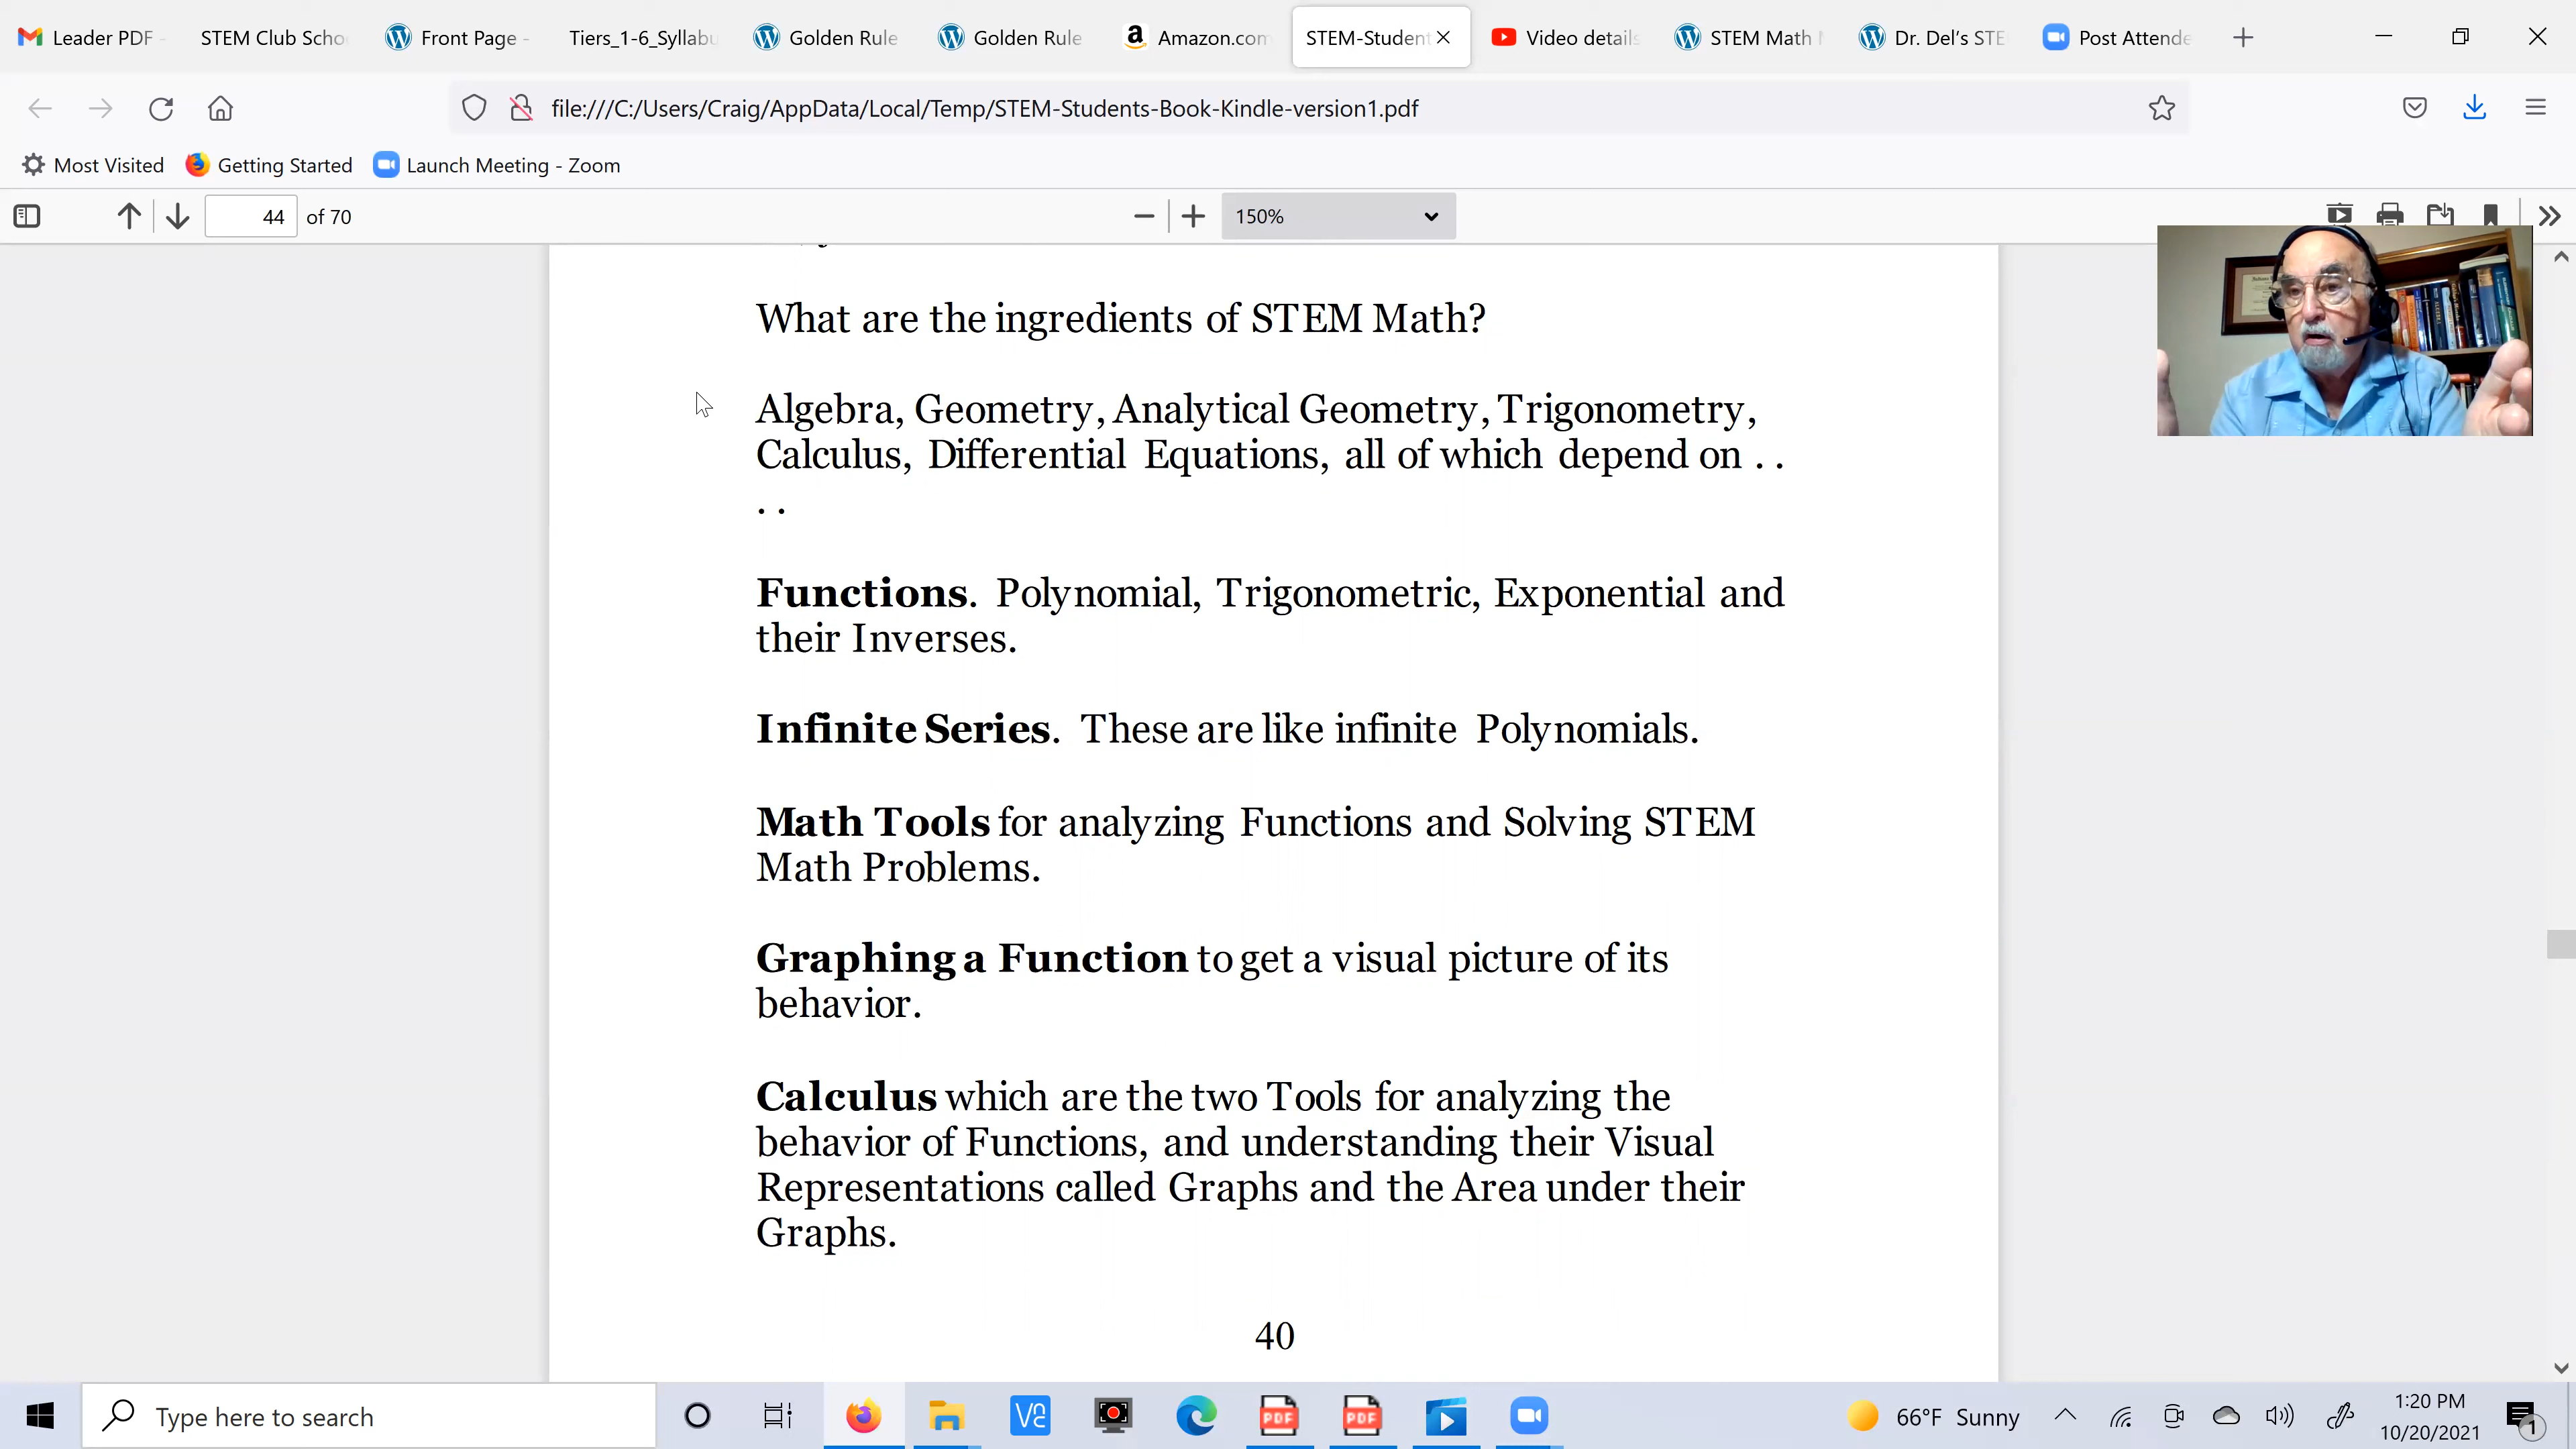 Leader PDF -
STEM Club Scho
Front Page -
Tiers_1-6_Syllabu
Golden Rule
Golden Rule
Amazon.com
STEM-Student
Video details
STEM Math
Dr. Del's STE
Post Attende
file:///C:/Users/Craig/AppData/Local/Temp/STEM-Students-Book-Kindle-version1.pdf
Most Visited
Getting Started
Launch Meeting - Zoom
44 of 70
150%
What are the ingredients of STEM Math?
Algebra, Geometry, Analytical Geometry, Trigonometry,
Calculus, Differential Equations, all of which depend on . .
. .
Functions. Polynomial, Trigonometric, Exponential and
their Inverses.
Infinite Series. These are like infinite Polynomials.
Math Tools for analyzing Functions and Solving STEM
Math Problems.
Graphing a Function to get a visual picture of its
behavior.
Calculus which are the two Tools for analyzing the
behavior of Functions, and understanding their Visual
Representations called Graphs and the Area under their
Graphs.
40
Type here to search
PDF
PDF
66°F Sunny
1:20 PM
10/20/2021
1